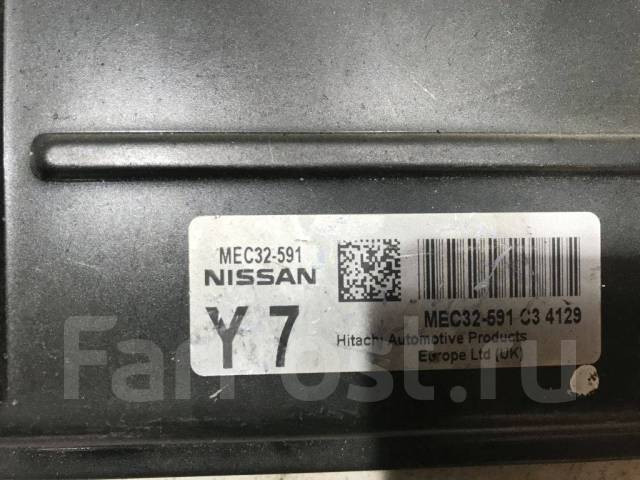 MEC32-591
NISSAN
Y 7
MEC32-591 C3 4129
Hitachi Automotive Products
Europe Ltd (UK)
FarPost.ru